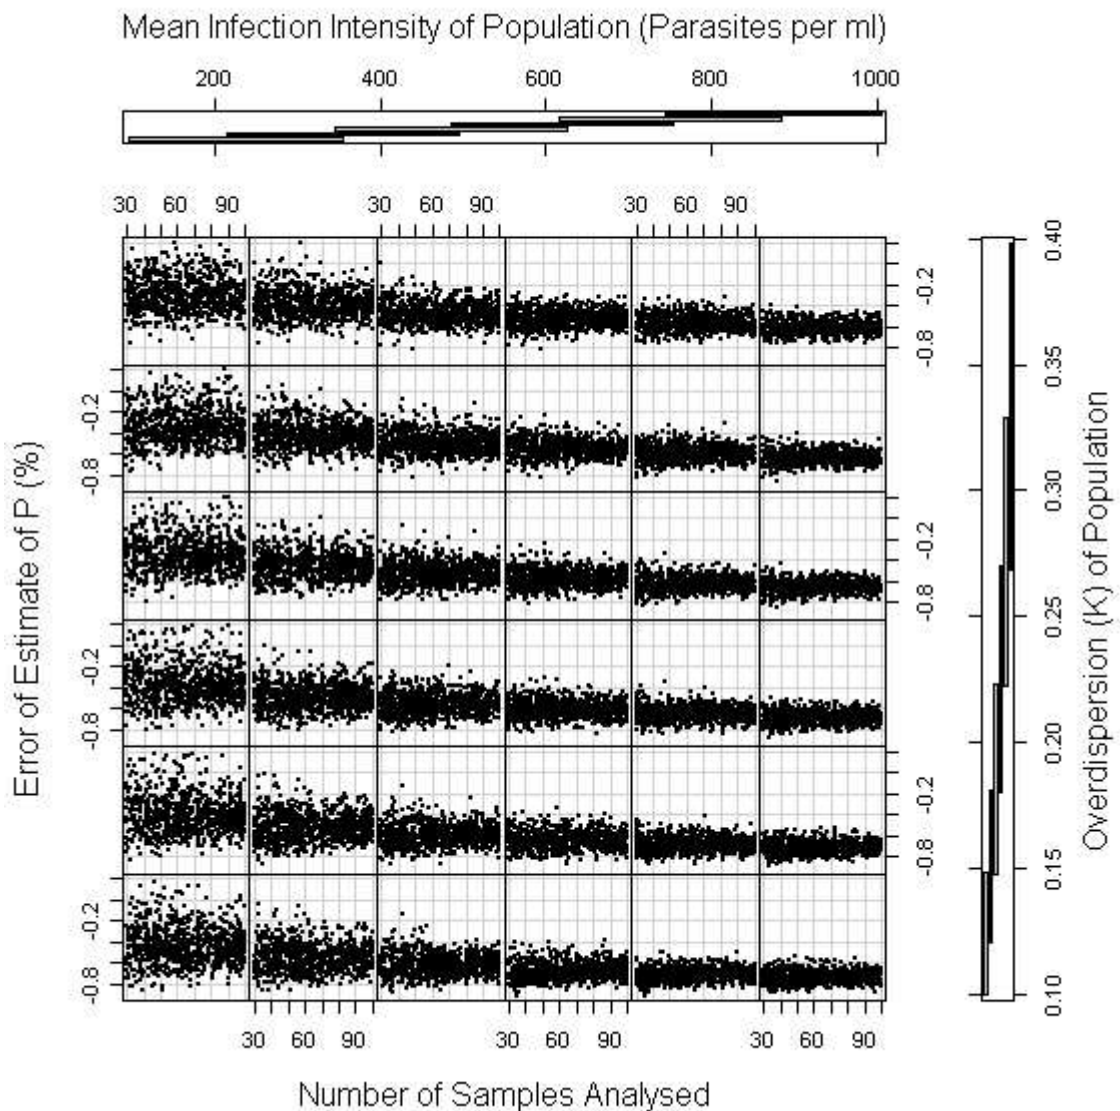 Mean Infection Intensity of Population (Parasites per ml)
200 400 600 800 1000
30 60 90 30 60 90 30 60 90
-0.2
-0.8
-0.2
-0.8
-0.2
-0.8
-0.2
-0.8
-0.2
-0.8
-0.2
-0.8
Error of Estimate of P (%)
0.40
0.35
0.30
0.25
0.20
0.15
0.10
Overdispersion (K) of Population
30 60 90 30 60 90 30 60 90
Number of Samples Analysed